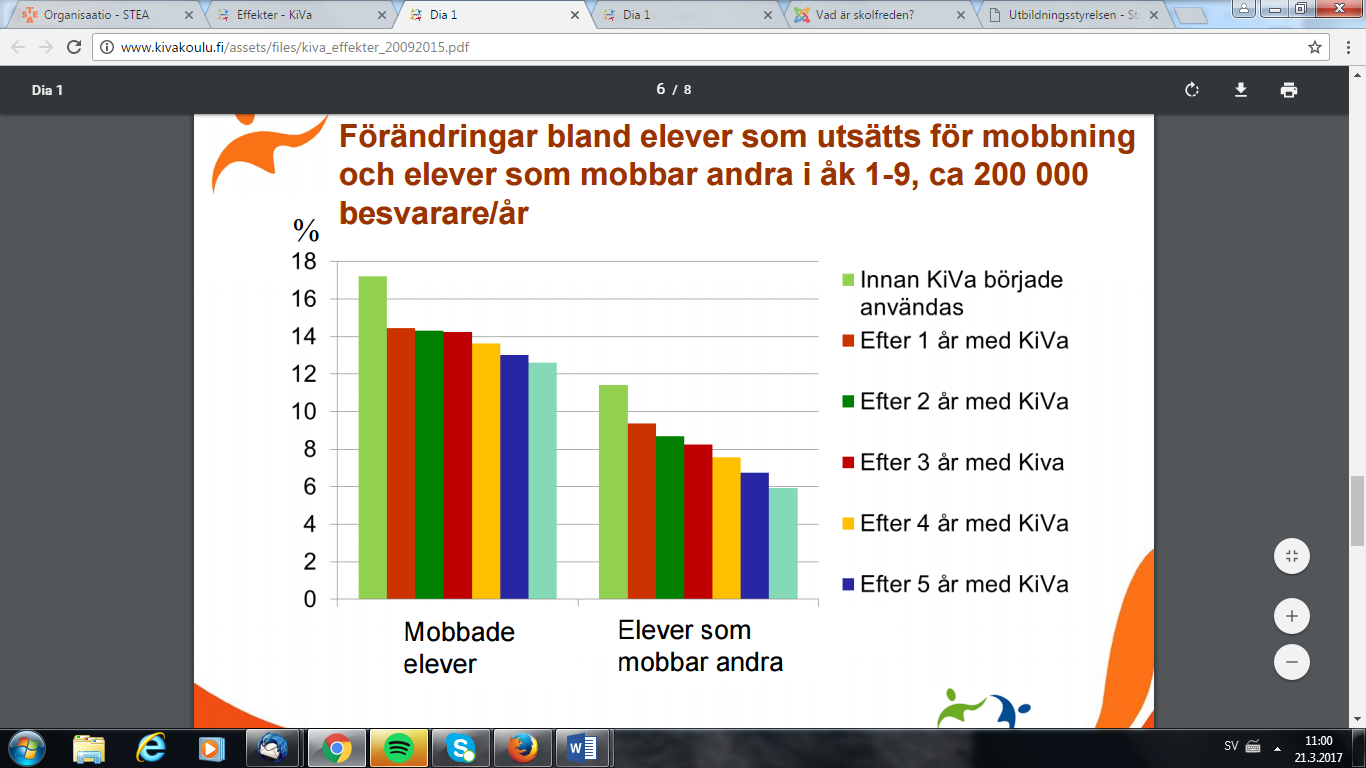 Organisaatio - STEA
Effekter - KiVa
Dia 1
Dia 1
Vad är skolfreden?
Utbildningsstyrelsen - St
www.kivakoulu.fi/assets/files/kiva_effekter_20092015.pdf
Dia 1
6 / 8
Förändringar bland elever som utsätts för mobbning
och elever som mobbar andra i åk 1-9, ca 200 000
besvarare/år
%
18
16
14
12
10
8
6
4
2
0
Mobbade
elever
Elever som
mobbar andra
Innan KiVa började
användas
Efter 1 år med KiVa
Efter 2 år med KiVa
Efter 3 år med Kiva
Efter 4 år med KiVa
Efter 5 år med KiVa
SV
11:00
21.3.2017